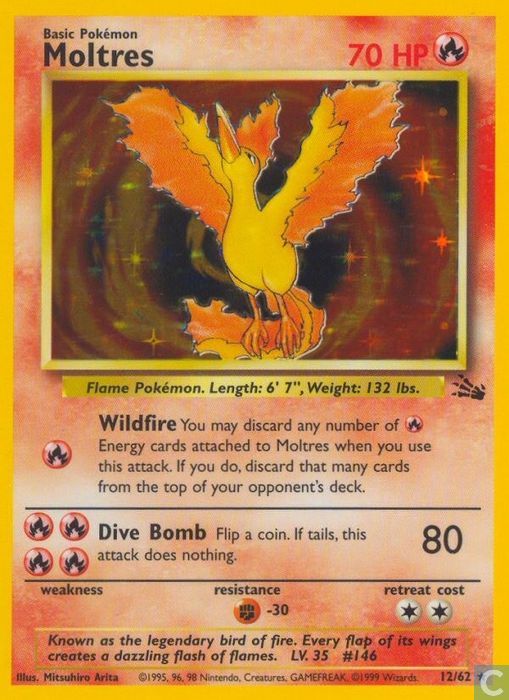 Basic Pokémon
Moltres
70 HP
Flame Pokémon. Length: 6' 7", Weight: 132 lbs.
Wildfire You may discard any number of
Energy cards attached to Moltres when you use
this attack. If you do, discard that many cards
from the top of your opponent's deck.
Dive Bomb Flip a coin. If tails, this
attack does nothing.
80
weakness
resistance
retreat cost
-30
Known as the legendary bird of fire. Every flap of its wings
creates a dazzling flash of flames. LV. 35 #146
Illus. Mitsuhiro Arita ©1995, 96, 98 Nintendo, Creatures, GAMEFREAK. ©1999 Wizards. 12/62 ★
C